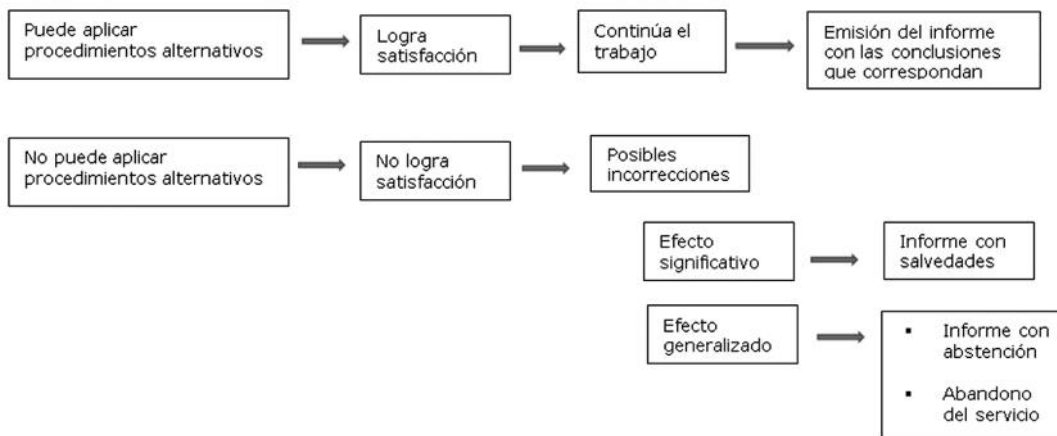 Puede aplicar
procedimientos alternativos
Logra
satisfacción
Continúa el
trabajo
Emisión del informe
con las conclusiones
que correspondan
No puede aplicar
procedimientos alternativos
No logra
satisfacción
Posibles
incorrecciones
Efecto
significativo
Informe con
salvedades
Efecto
generalizado
▪ Informe con
abstención
▪ Abandono
del servicio